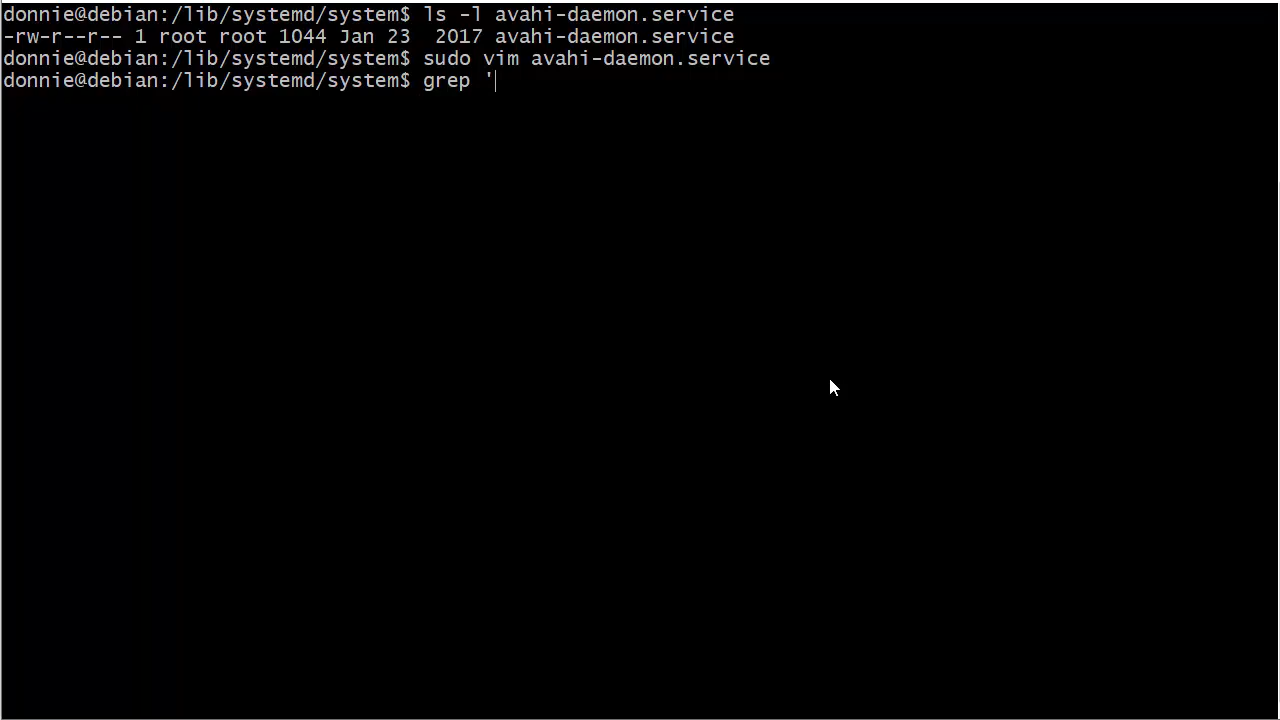 donnie@debian:/lib/systemd/system$ ls -l avahi-daemon.service
-rw-r--r-- 1 root root 1044 Jan 23  2017 avahi-daemon.service
donnie@debian:/lib/systemd/system$ sudo vim avahi-daemon.service
donnie@debian:/lib/systemd/system$ grep '